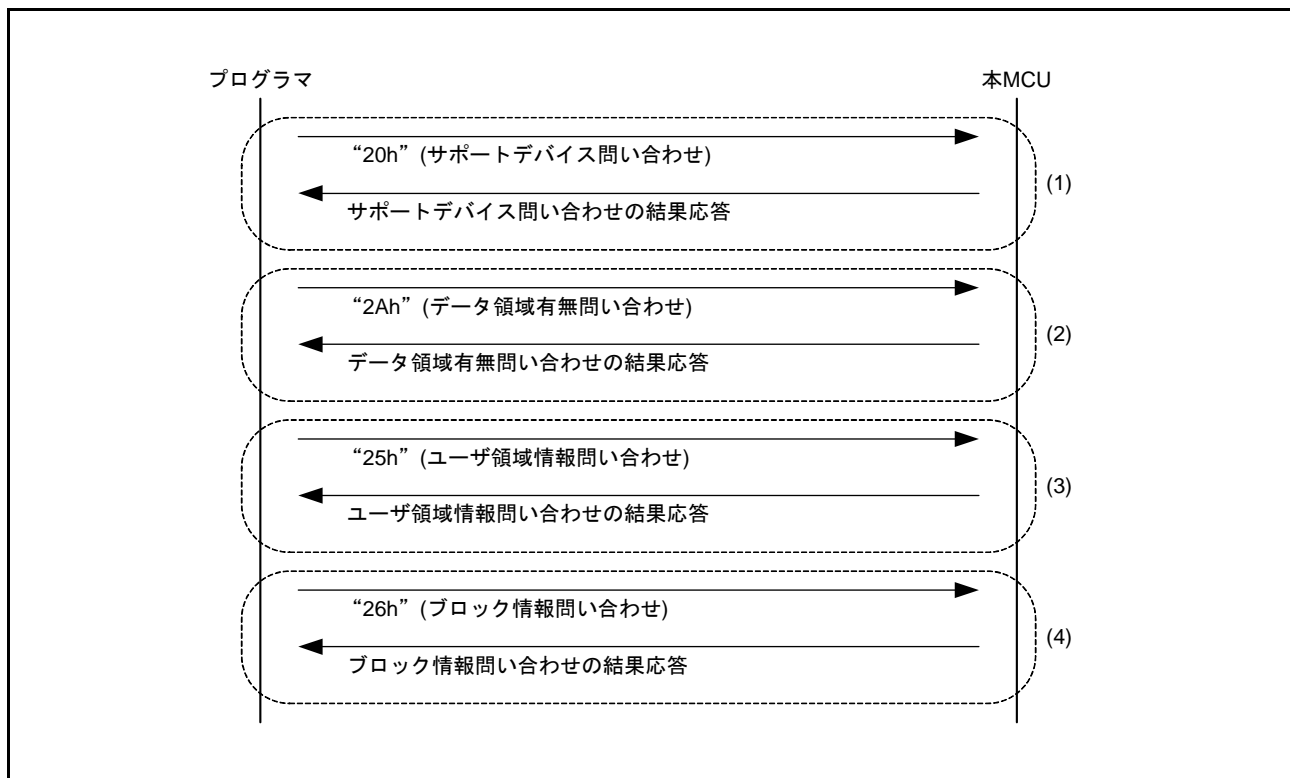 プログラマ
本MCU
“20h” (サポートデバイス問い合わせ)
サポートデバイス問い合わせの結果応答
(1)
“2Ah” (データ領域有無問い合わせ)
データ領域有無問い合わせの結果応答
(2)
“25h” (ユーザ領域情報問い合わせ)
ユーザ領域情報問い合わせの結果応答
(3)
“26h” (ブロック情報問い合わせ)
ブロック情報問い合わせの結果応答
(4)